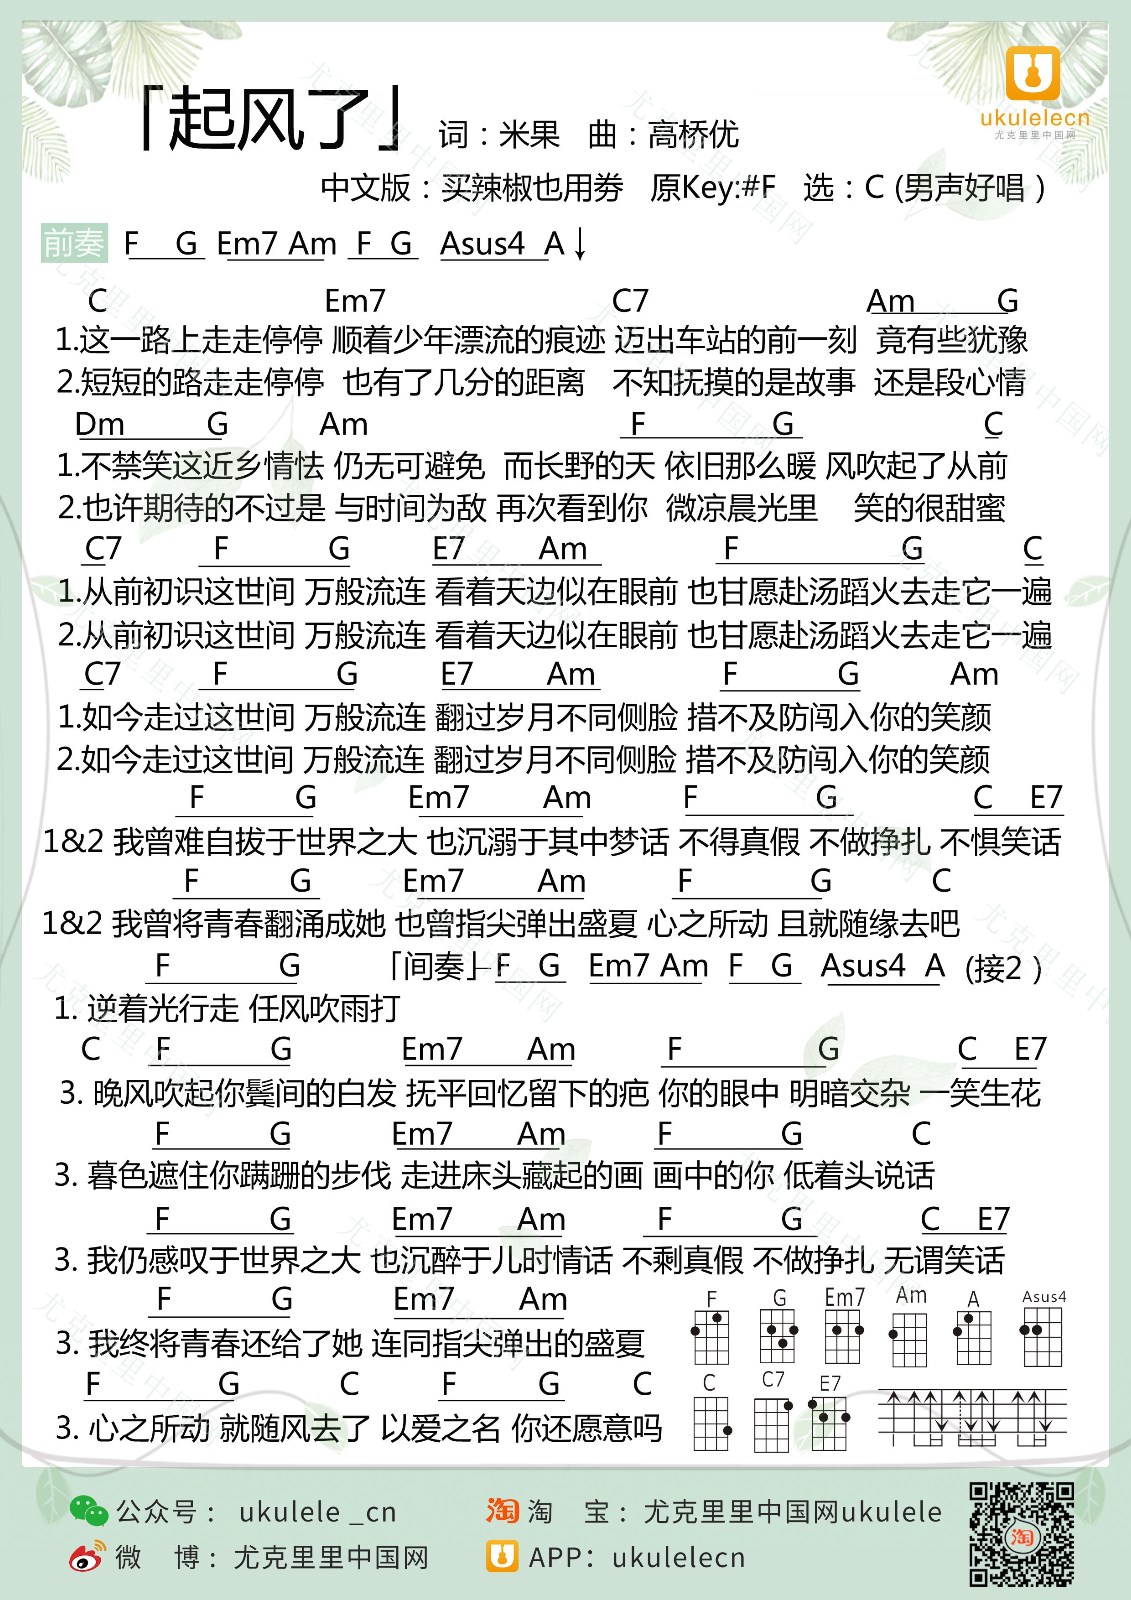 「起风了」 词：米果 曲：高桥优
ukulelecn
尤克里里中国网
中文版：买辣椒也用券 原Key:#F 选：C (男声好唱 )
前奏 F G Em7 Am F G Asus4 A↓
C Em7 C7 Am G
1.这一路上走走停停 顺着少年漂流的痕迹 迈出车站的前一刻 竟有些犹豫
2.短短的路走走停停 也有了几分的距离 不知抚摸的是故事 还是段心情
Dm G Am F G C
1.不禁笑这近乡情怯 仍无可避免 而长野的天 依旧那么暖 风吹起了从前
2.也许期待的不过是 与时间为敌 再次看到你 微凉晨光里 笑的很甜蜜
C7 F G E7 Am F G C
1.从前初识这世间 万般流连 看着天边似在眼前 也甘愿赴汤蹈火去走它一遍
2.从前初识这世间 万般流连 看着天边似在眼前 也甘愿赴汤蹈火去走它一遍
C7 F G E7 Am F G Am
1.如今走过这世间 万般流连 翻过岁月不同侧脸 措不及防闯入你的笑颜
2.如今走过这世间 万般流连 翻过岁月不同侧脸 措不及防闯入你的笑颜
F G Em7 Am F G C E7
1&2 我曾难自拔于世界之大 也沉溺于其中梦话 不得真假 不做挣扎 不惧笑话
F G Em7 Am F G C
1&2 我曾将青春翻涌成她 也曾指尖弹出盛夏 心之所动 且就随缘去吧
F G 「间奏」 F G Em7 Am F G Asus4 A (接2 )
1. 逆着光行走 任风吹雨打
C F G Em7 Am F G C E7
3. 晚风吹起你鬓间的白发 抚平回忆留下的疤 你的眼中 明暗交杂 一笑生花
F G Em7 Am F G C
3. 暮色遮住你蹒跚的步伐 走进床头藏起的画 画中的你 低着头说话
F G Em7 Am F G C E7
3. 我仍感叹于世界之大 也沉醉于儿时情话 不剩真假 不做挣扎 无谓笑话
F G Em7 Am
3. 我终将青春还给了她 连同指尖弹出的盛夏
F G C F G C
3. 心之所动 就随风去了 以爱之名 你还愿意吗
F G Em7 Am A Asus4
C C7 E7
公众号： ukulele _cn
淘 淘 宝：尤克里里中国网ukulele
微 博：尤克里里中国网
APP：ukulelecn
淘